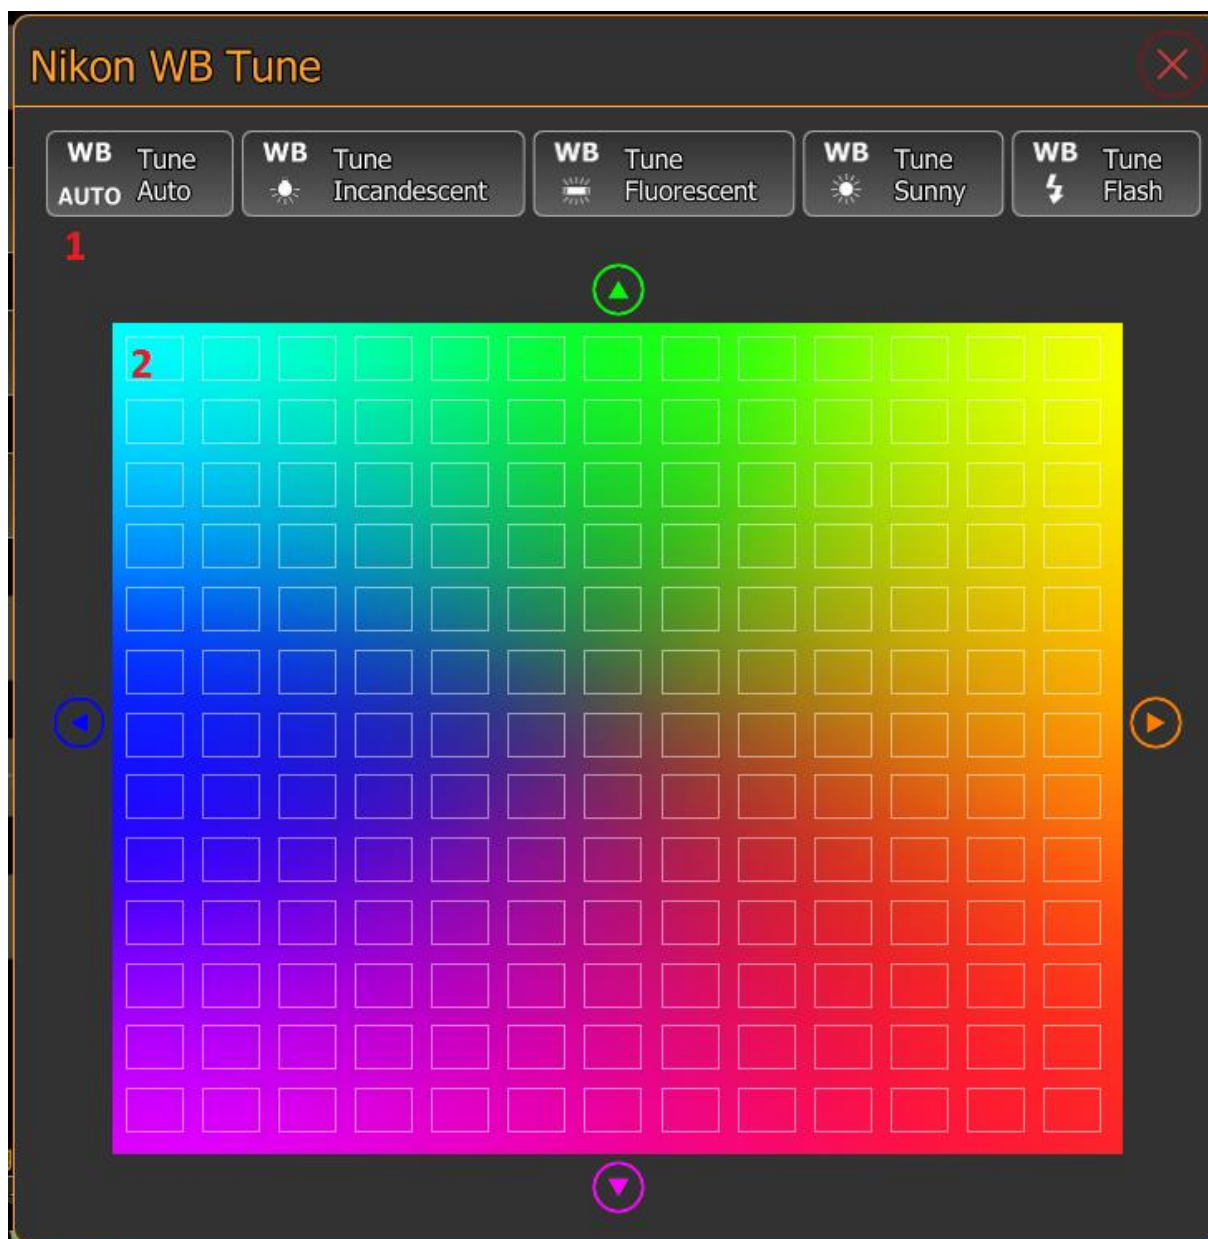 Nikon WB Tune
WB Tune
AUTO Auto
WB Tune
Incandescent
WB Tune
Fluorescent
WB Tune
Sunny
WB Tune
Flash
1
2